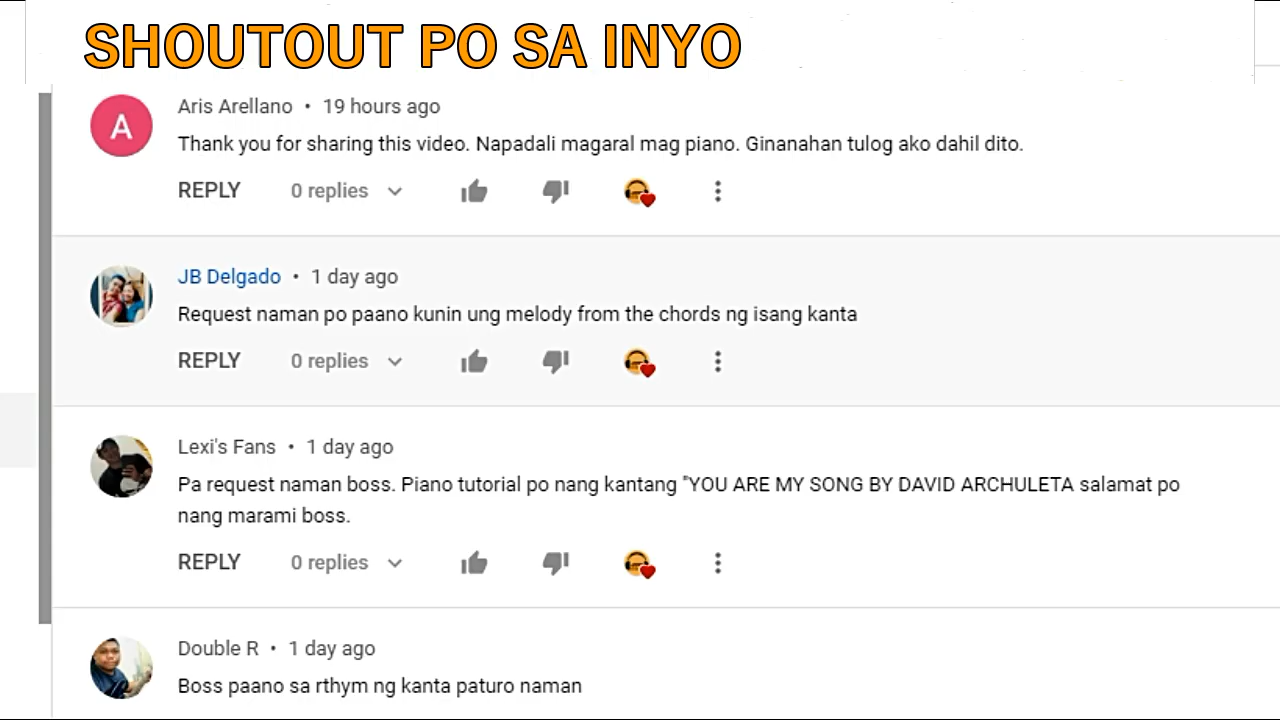 SHOUTOUT PO SA INYO
A
Aris Arellano • 19 hours ago
Thank you for sharing this video. Napadali magaral mag piano. Ginanahan tulog ako dahil dito.
REPLY 0 replies
JB Delgado • 1 day ago
Request naman po paano kunin ung melody from the chords ng isang kanta
REPLY 0 replies
Lexi's Fans • 1 day ago
Pa request naman boss. Piano tutorial po nang kantang "YOU ARE MY SONG BY DAVID ARCHULETA salamat po
nang marami boss.
REPLY 0 replies
Double R • 1 day ago
Boss paano sa rthym ng kanta paturo naman